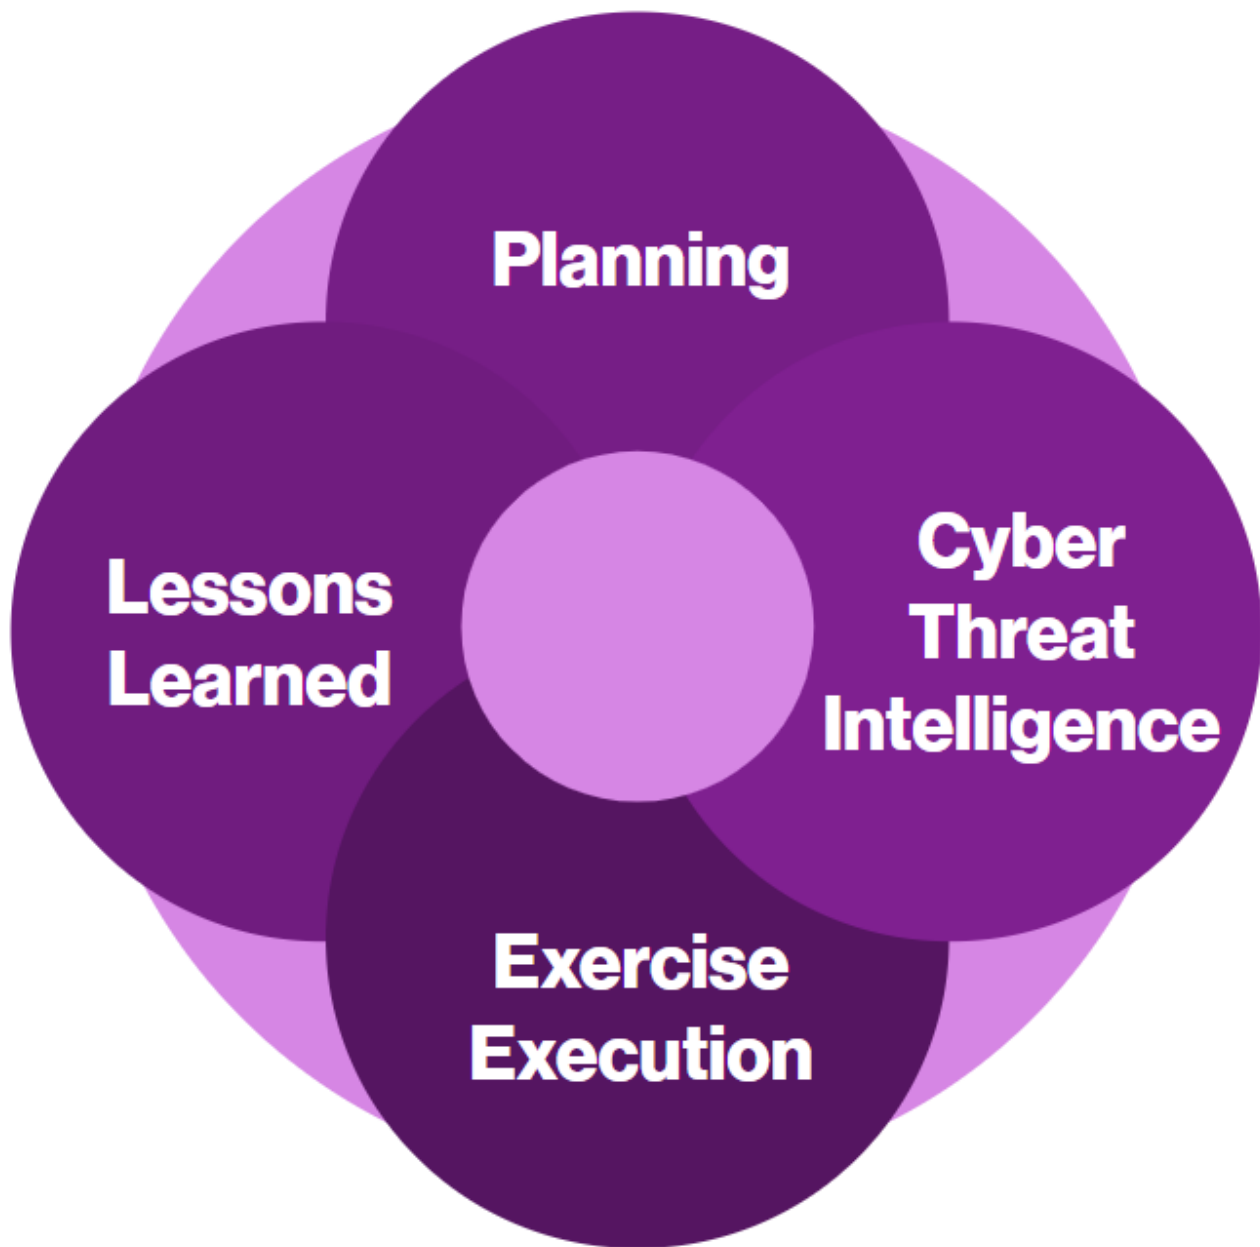 Planning
Cyber
Threat
Intelligence
Lessons
Learned
Exercise
Execution